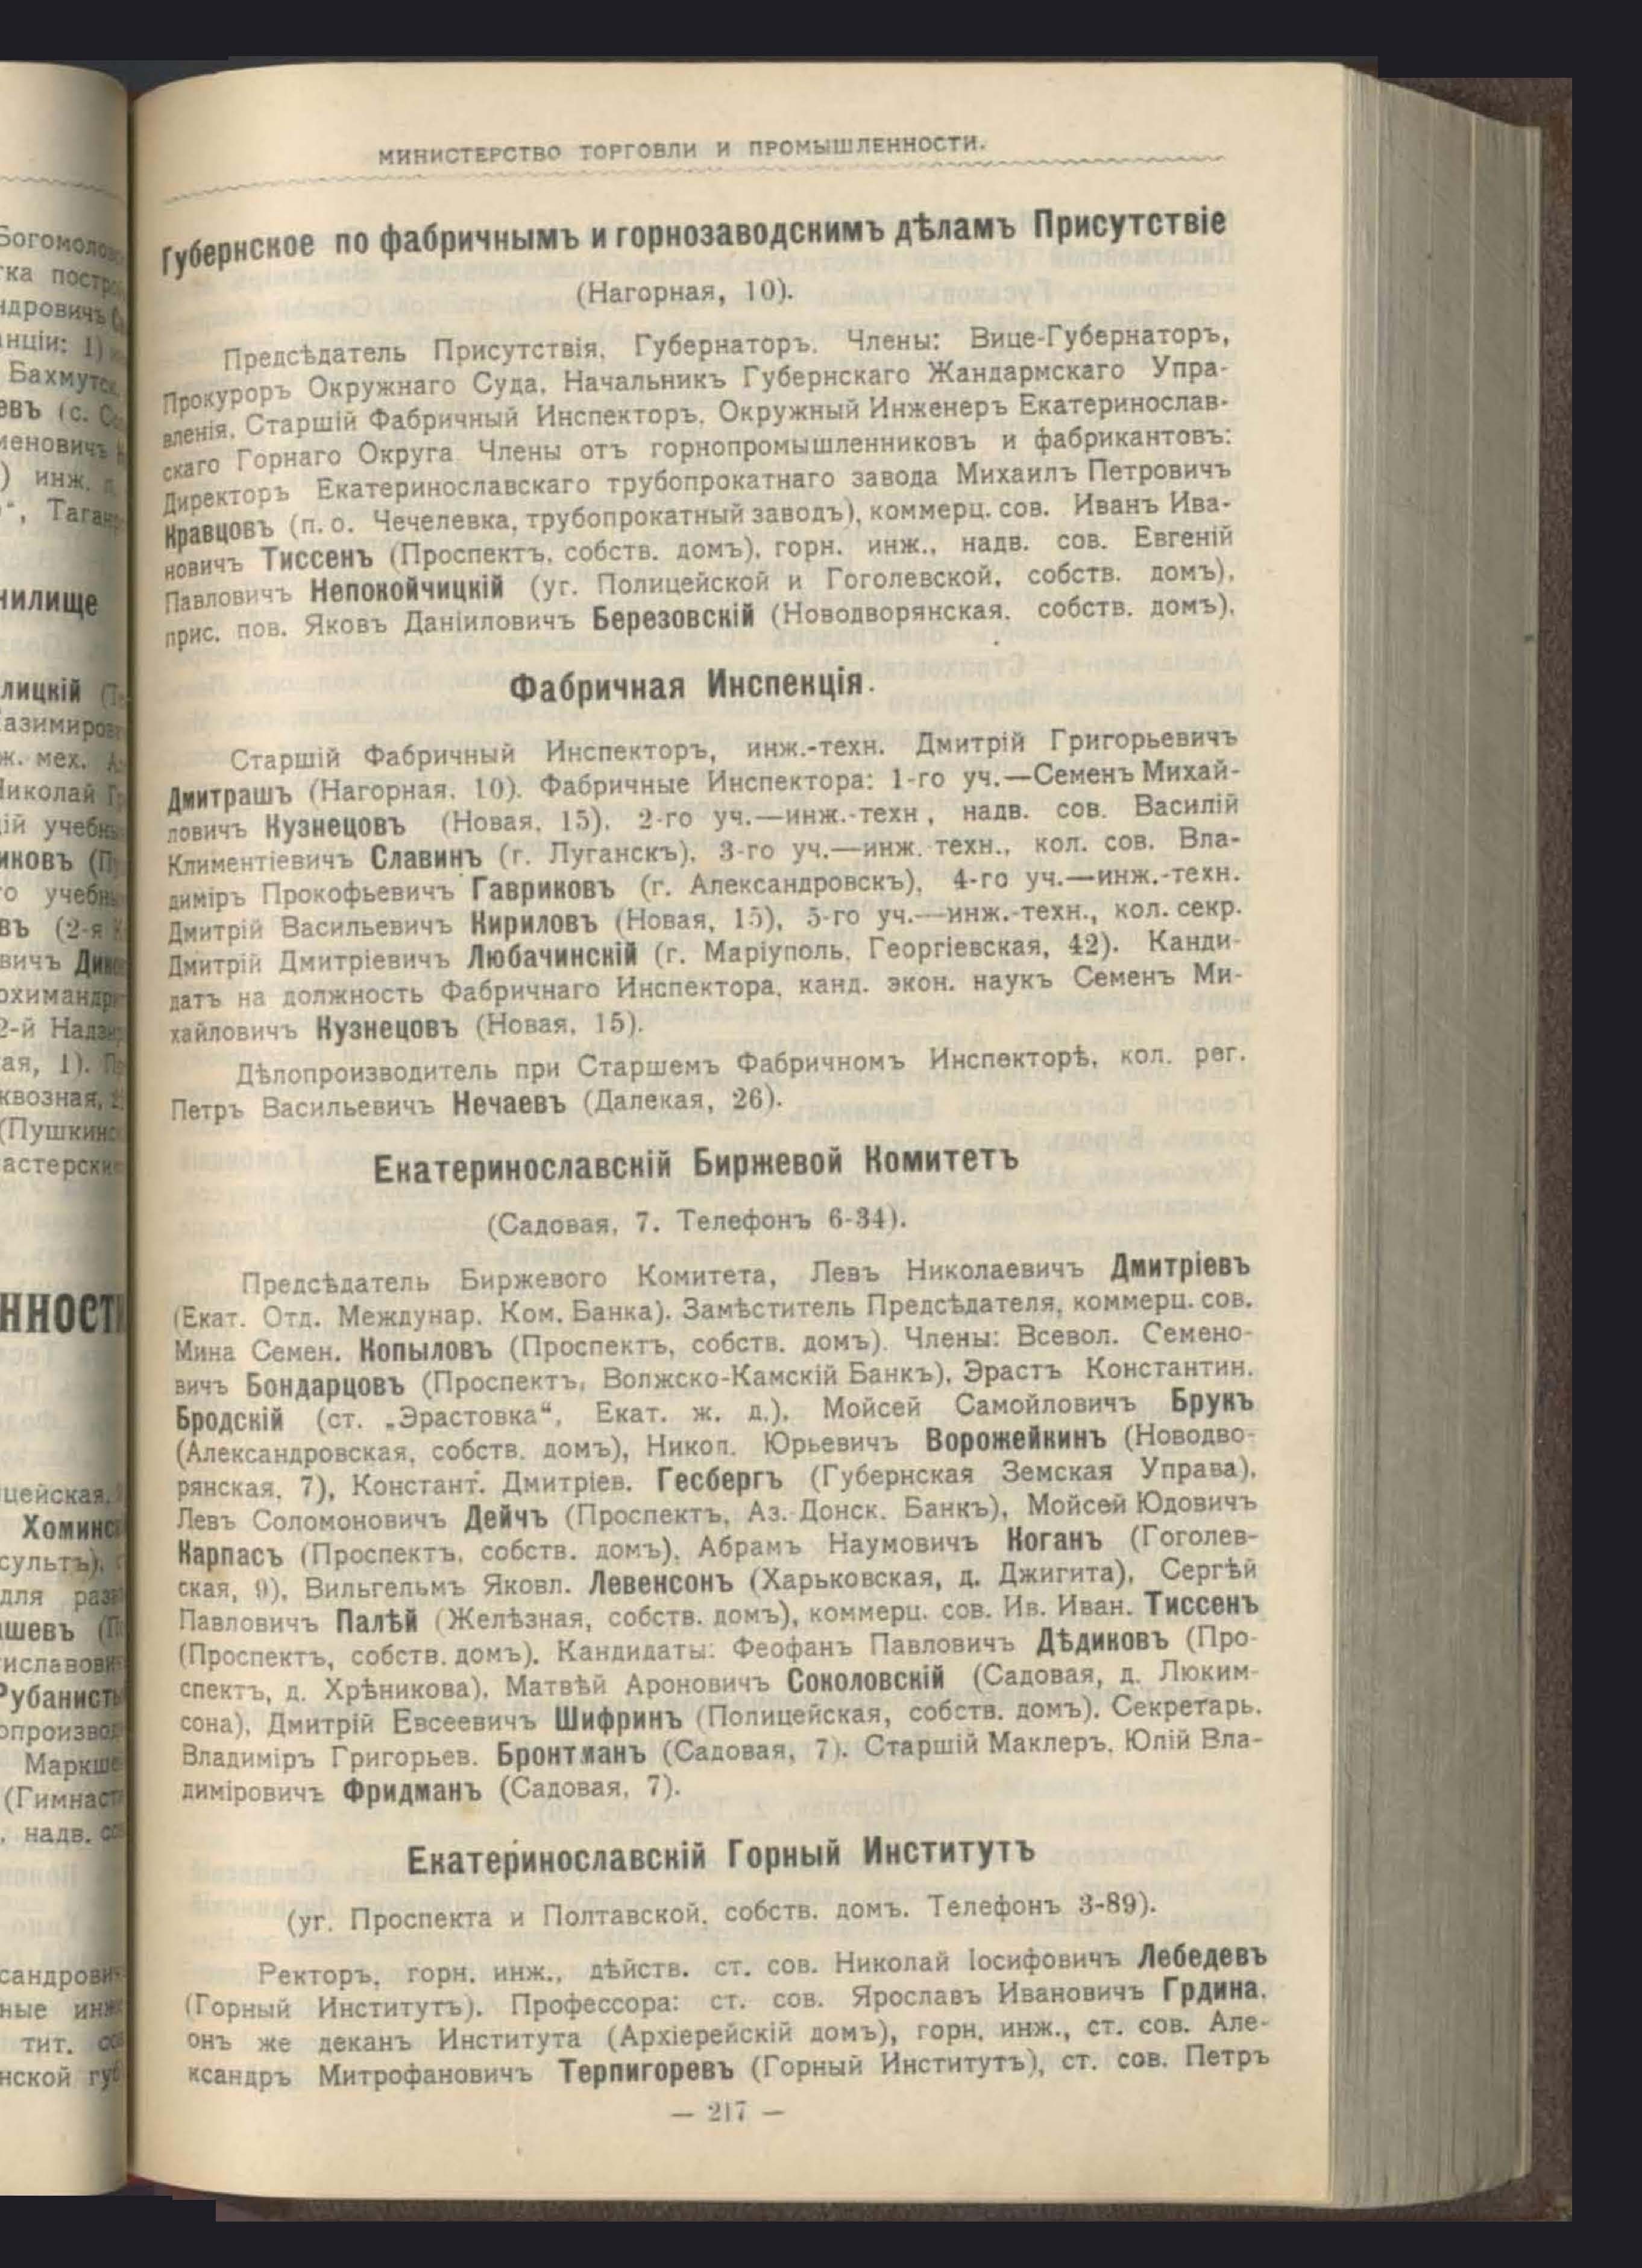 МИНИСТЕРСТВО ТОРГОВЛИ И ПРОМЫШЛЕННОСТИ.
Губернское по фабричнымъ и горнозаводскимъ дѣламъ Присутствіе
(Нагорная, 10).
Предсѣдатель Присутствія, Губернаторъ. Члены: Вице-Губернаторъ,
Прокуроръ Окружнаго Суда, Начальникъ Губернскаго Жандармскаго Упра-
вленія, Старшій Фабричный Инспекторъ, Окружный Инженеръ Екатеринослав-
скаго Горнаго Округа Члены отъ горнопромышленниковъ и фабрикантовъ:
Директоръ Екатеринославскаго трубопрокатнаго завода Михаилъ Петровичъ
Кравцовъ (п. о. Чечелевка, трубопрокатный заводъ), коммерц. сов. Иванъ Ива-
новичъ Тиссенъ (Проспектъ, собств. домъ), горн. инж., надв. сов. Евгеній
Павловичъ Непокойчицкій (уг. Полицейской и Гоголевской, собств. домъ),
прис. пов. Яковъ Даніиловичъ Березовскій (Новодворянская, собств. домъ).
Фабричная Инспекція.
Старшій Фабричный Инспекторъ, инж.-техн. Дмитрій Григорьевичъ
Дмитрашъ (Нагорная, 10). Фабричные Инспектора: 1-го уч.—Семенъ Михай-
ловичъ Кузнецовъ (Новая, 15), 2-го уч.—инж.-техн, надв. сов. Василій
Климентіевичъ Славинъ (г. Луганскъ), 3-го уч.—инж. техн., кол. сов. Вла-
диміръ Прокофьевичъ Гавриковъ (г. Александровскъ), 4-го уч.—инж.-техн.
Дмитрій Васильевичъ Кириловъ (Новая, 15), 5-го уч.—инж.-техн., кол. секр.
Дмитрій Дмитріевичъ Любачинскій (г. Маріуполь, Георгіевская, 42). Канди-
датъ на должность Фабричнаго Инспектора, канд. экон. наукъ Семенъ Ми-
хайловичъ Кузнецовъ (Новая, 15).
Дѣлопроизводитель при Старшемъ Фабричномъ Инспекторѣ, кол. рег.
Петръ Васильевичъ Нечаевъ (Далекая, 26).
Екатеринославскій Биржевой Комитетъ
(Садовая, 7. Телефонъ 6-34).
Предсѣдатель Биржевого Комитета, Левъ Николаевичъ Дмитріевъ
(Екат. Отд. Междунар. Ком. Банка). Замѣститель Предсѣдателя, коммерц. сов.
Мина Семен. Копыловъ (Проспектъ, собств. домъ). Члены: Всевол. Семено-
вичъ Бондарцовъ (Проспектъ, Волжско-Камскій Банкъ), Эрастъ Константин.
Бродскій (ст. „Эрастовка“, Екат. ж. д.), Мойсей Самойловичъ Брукъ
(Александровская, собств. домъ), Никол. Юрьевичъ Ворожейкинъ (Новодво-
рянская, 7), Констант. Дмитріев. Гесбергъ (Губернская Земская Управа),
Левъ Соломоновичъ Дейчъ (Проспектъ, Аз.-Донск. Банкъ), Мойсей Юдовичъ
Карпасъ (Проспектъ, собств. домъ), Абрамъ Наумовичъ Коганъ (Гоголев-
ская, 9), Вильгельмъ Яковл. Левенсонъ (Харьковская, д. Джигита), Сергѣй
Павловичъ Палѣй (Желѣзная, собств. домъ), коммерц. сов. Ив. Иван. Тиссенъ
(Проспектъ, собств. домъ). Кандидаты: Феофанъ Павловичъ Дѣдиковъ (Про-
спектъ, д. Хрѣникова), Матвѣй Ароновичъ Соколовскій (Садовая, д. Люким-
сона), Дмитрій Евсеевичъ Шифринъ (Полицейская, собств. домъ). Секретарь,
Владиміръ Григорьев. Бронтманъ (Садовая, 7). Старшій Маклеръ, Юлій Вла-
димировичъ Фридманъ (Садовая, 7).
Екатеринославскій Горный Институтъ
(уг. Проспекта и Полтавской, собств. домъ. Телефонъ 3-89).
Ректоръ, горн. инж., дѣйств. ст. сов. Николай Іосифовичъ Лебедевъ
(Горный Институтъ). Профессора: ст. сов. Ярославъ Ивановичъ Грдина,
онъ же деканъ Института (Архіерейскій домъ), горн. инж., ст. сов. Але-
ксандръ Митрофановичъ Терпигоревъ (Горный Институтъ), ст. сов. Петръ
— 217 —